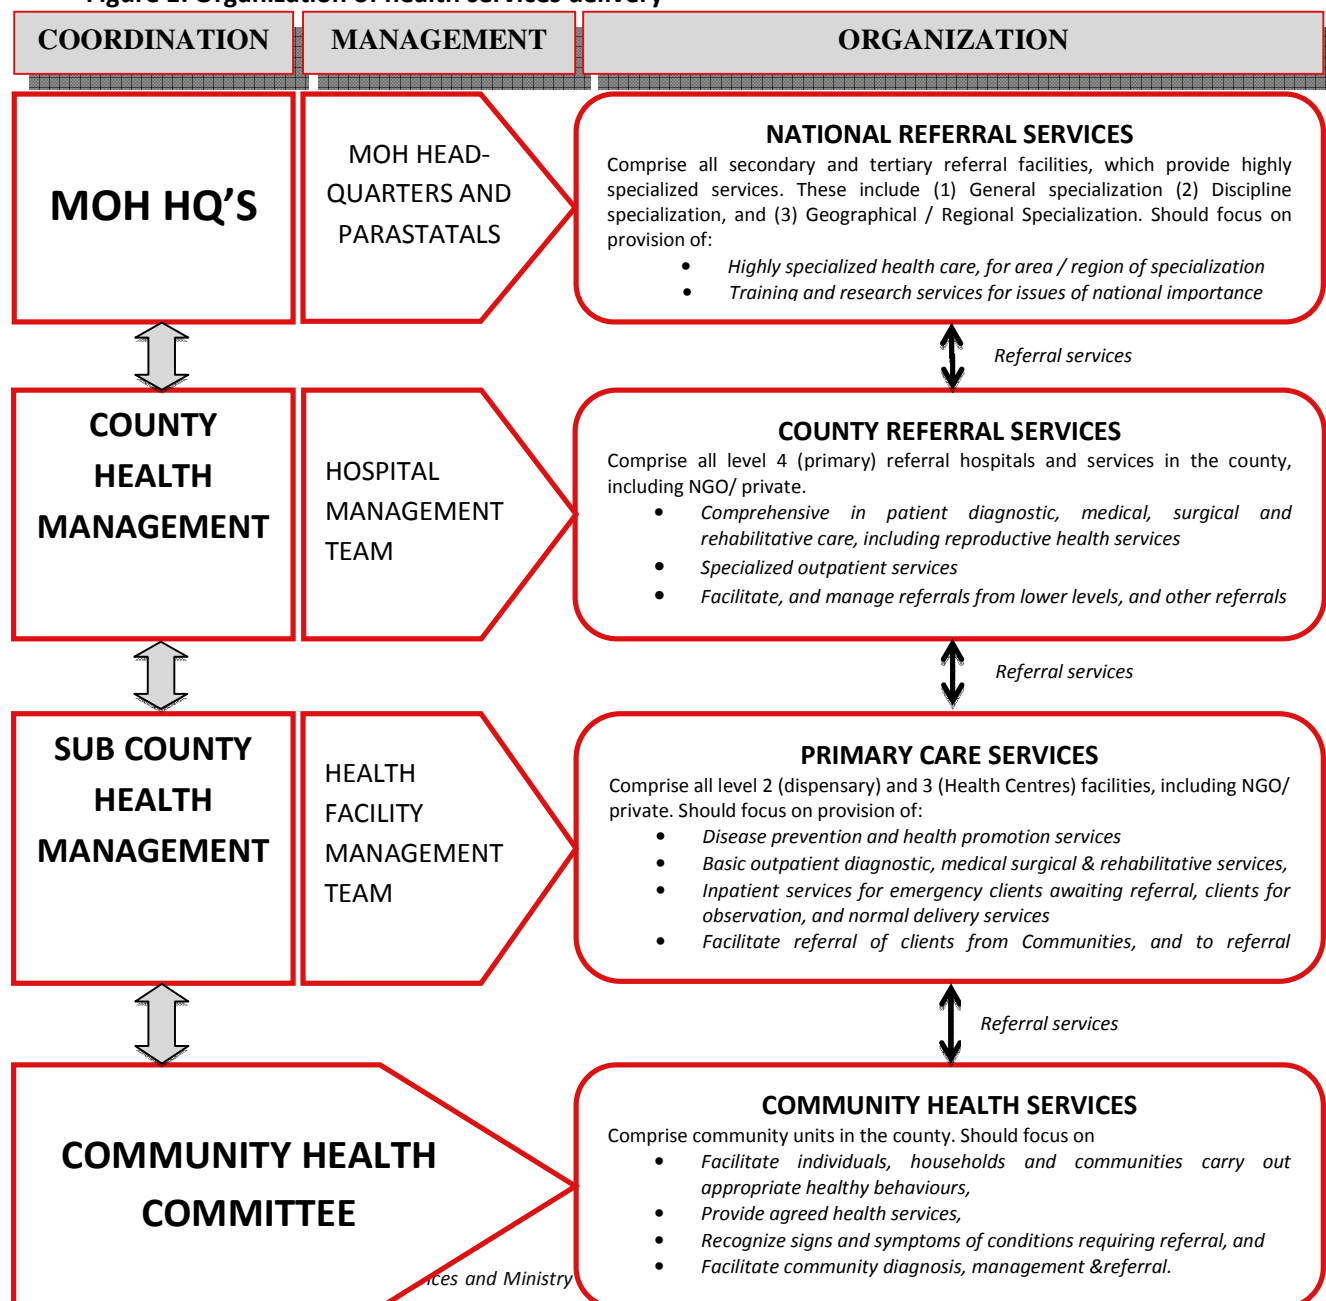 Figure 2: Organization of health services delivery
COORDINATION
MANAGEMENT
ORGANIZATION
MOH HQ'S
MOH HEAD-
QUARTERS AND
PARASTATALS
NATIONAL REFERRAL SERVICES
Comprise all secondary and tertiary referral facilities, which provide highly
specialized services. These include (1) General specialization (2) Discipline
specialization, and (3) Geographical / Regional Specialization. Should focus on
provision of:
• Highly specialized health care, for area / region of specialization
• Training and research services for issues of national importance
Referral services
COUNTY
HEALTH
MANAGEMENT
HOSPITAL
MANAGEMENT
TEAM
COUNTY REFERRAL SERVICES
Comprise all level 4 (primary) referral hospitals and services in the county,
including NGO/ private.
• Comprehensive in patient diagnostic, medical, surgical and
rehabilitative care, including reproductive health services
• Specialized outpatient services
• Facilitate, and manage referrals from lower levels, and other referrals
Referral services
SUB COUNTY
HEALTH
MANAGEMENT
HEALTH
FACILITY
MANAGEMENT
TEAM
PRIMARY CARE SERVICES
Comprise all level 2 (dispensary) and 3 (Health Centres) facilities, including NGO/
private. Should focus on provision of:
• Disease prevention and health promotion services
• Basic outpatient diagnostic, medical surgical & rehabilitative services,
• Inpatient services for emergency clients awaiting referral, clients for
observation, and normal delivery services
• Facilitate referral of clients from Communities, and to referral
Referral services
COMMUNITY HEALTH
COMMITTEE
COMMUNITY HEALTH SERVICES
Comprise community units in the county. Should focus on
• Facilitate individuals, households and communities carry out
appropriate healthy behaviours,
• Provide agreed health services,
• Recognize signs and symptoms of conditions requiring referral, and
• Facilitate community diagnosis, management &referral.
and Ministry